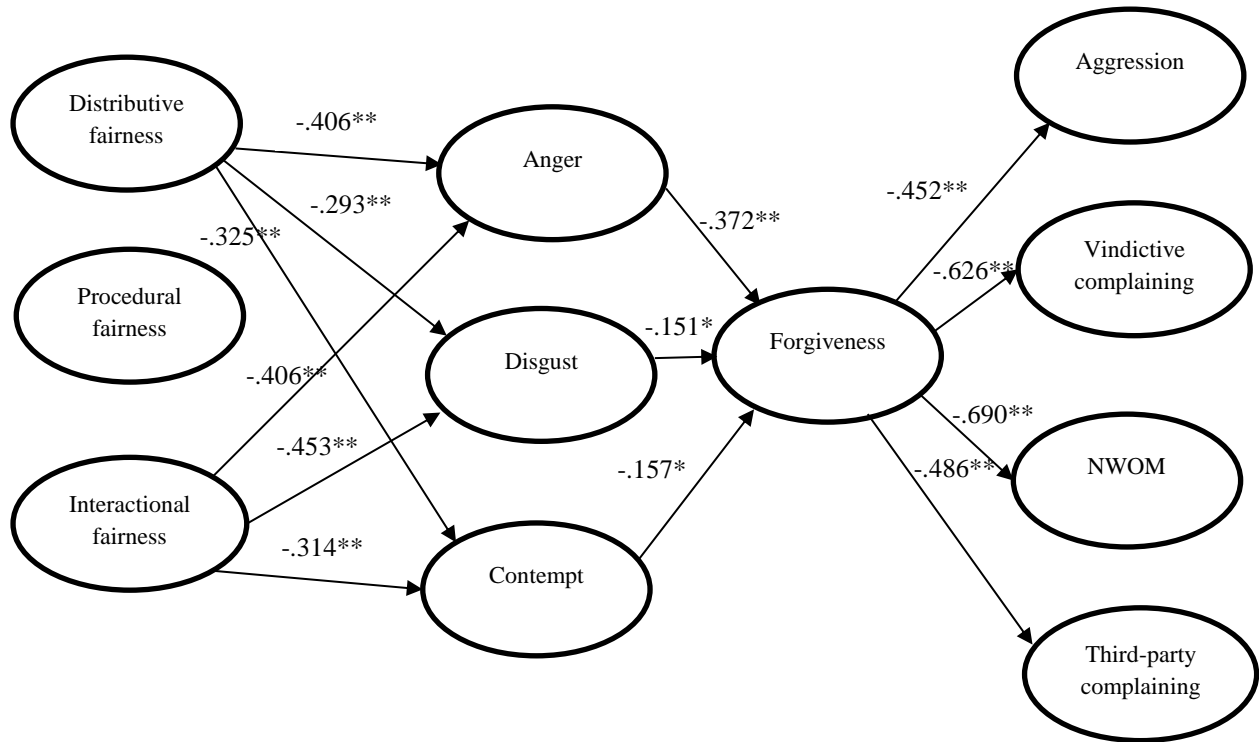 Aggression
Distributive
fairness
-.406**
Anger
-.293**
-.325**
-.372**
-.452**
Vindictive
complaining
-.626**
Procedural
fairness
-.151*
Forgiveness
Disgust
-.406**
-.690**
-.453**
-.157*
-.486**
NWOM
Interactional
fairness
-.314**
Contempt
Third-party
complaining